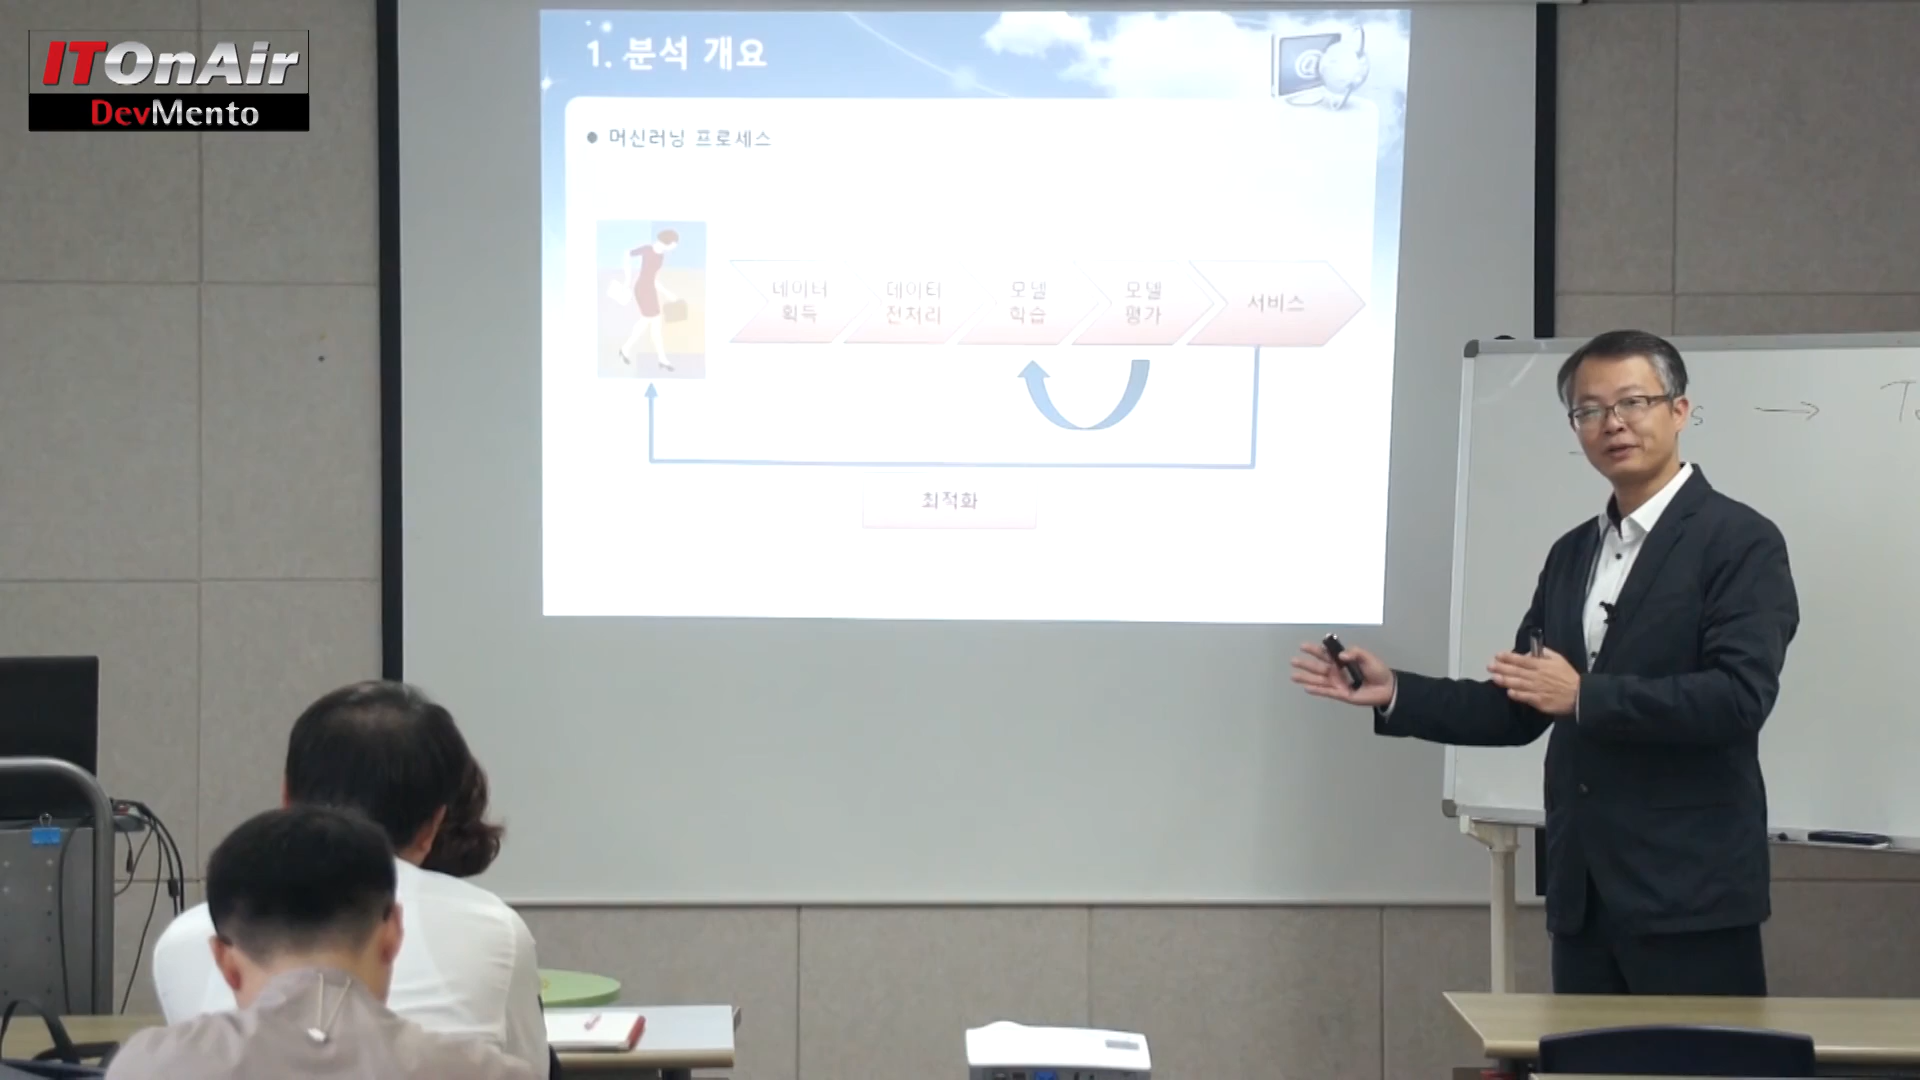 ITOnAir
DevMento
1. 분석 개요
@
● 머신러닝 프로세스
데이터
획득
데이터
전처리
모델
학습
모델
평가
서비스
최적화
s → T